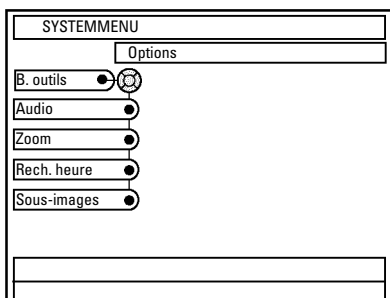 SYSTEMMENU
Options
B. outils
Audio
Zoom
Rech. heure
Sous-images